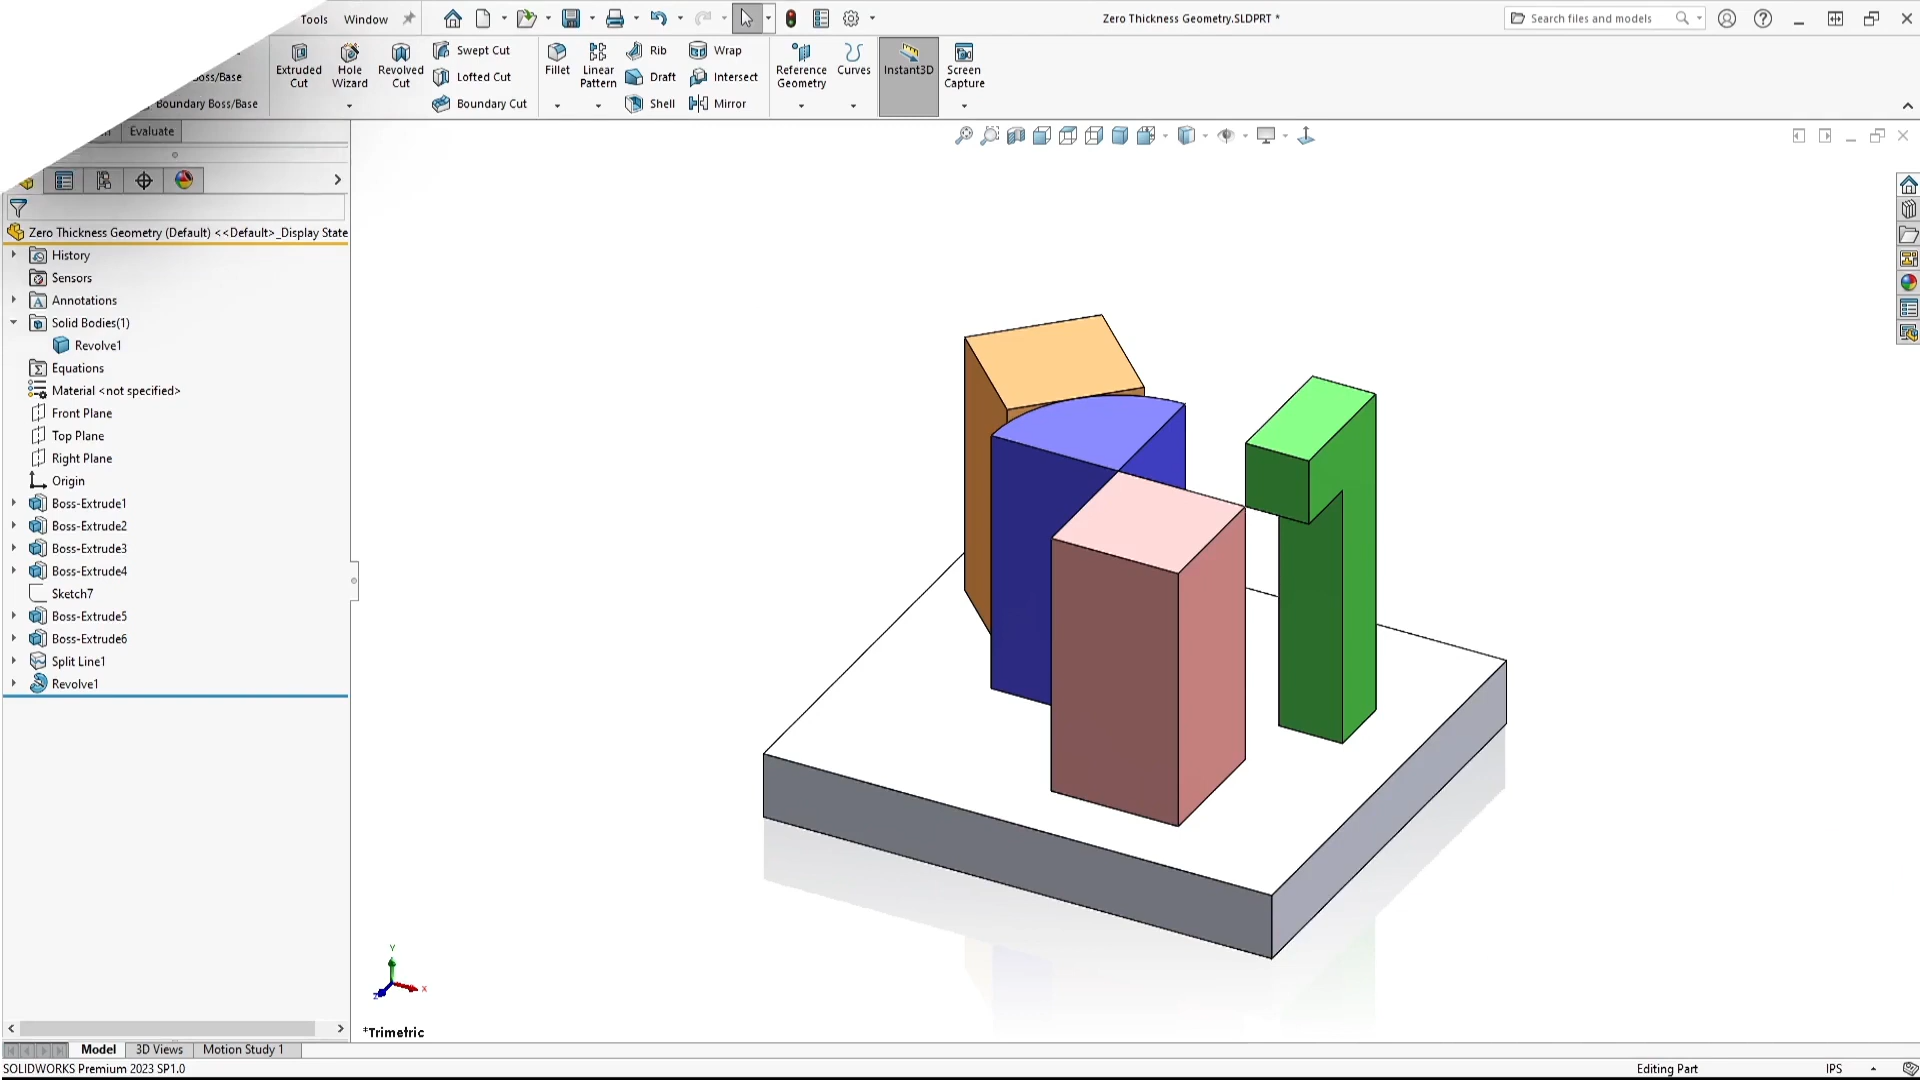 Tools Window
Zero Thickness Geometry.SLDPRT *
Search files and models
Boundary Boss/Base
Extruded Cut
Hole Wizard
Revolved Cut
Swept Cut
Lofted Cut
Boundary Cut
Fillet
Linear Pattern
Rib
Draft
Shell
Wrap
Intersect
Mirror
Reference Geometry
Curves
Instant3D
Screen Capture
Evaluate
Zero Thickness Geometry (Default) <<Default>_Display State
History
Sensors
Annotations
Solid Bodies(1)
Revolve1
Equations
Material <not specified>
Front Plane
Top Plane
Right Plane
Origin
Boss-Extrude1
Boss-Extrude2
Boss-Extrude3
Boss-Extrude4
Sketch7
Boss-Extrude5
Boss-Extrude6
Split Line1
Revolve1
Y
X
Z
*Trimetric
Model 3D Views Motion Study 1
SOLIDWORKS Premium 2023 SP1.0
Editing Part
IPS